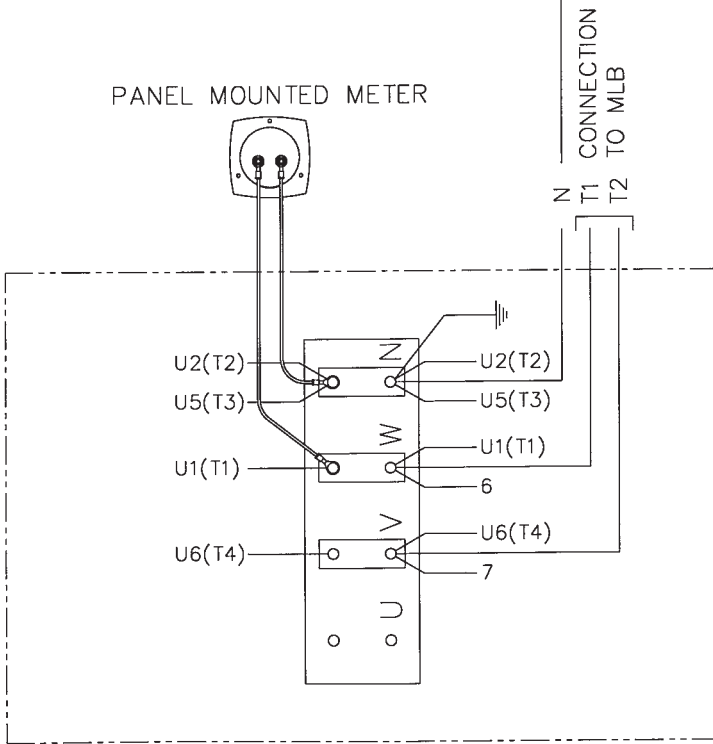 PANEL MOUNTED METER
N
T1
T2
CONNECTION
TO MLB
U2(T2)
U5(T3)
N
U2(T2)
U5(T3)
U1(T1)
W
U1(T1)
6
U6(T4)
V
U6(T4)
7
U